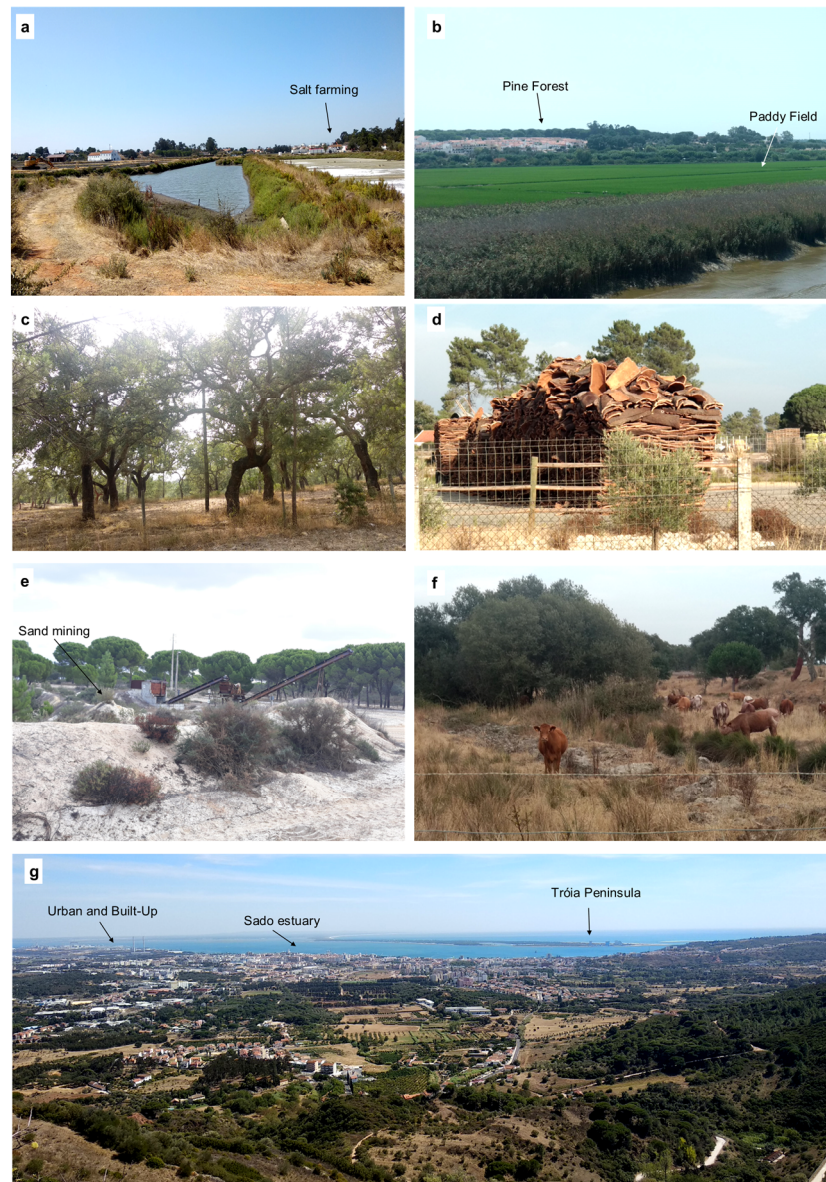 a
Salt farming
b
Pine Forest
Paddy Field
c
d
e
Sand mining
f
g
Urban and Built-Up
Sado estuary
Tróia Peninsula